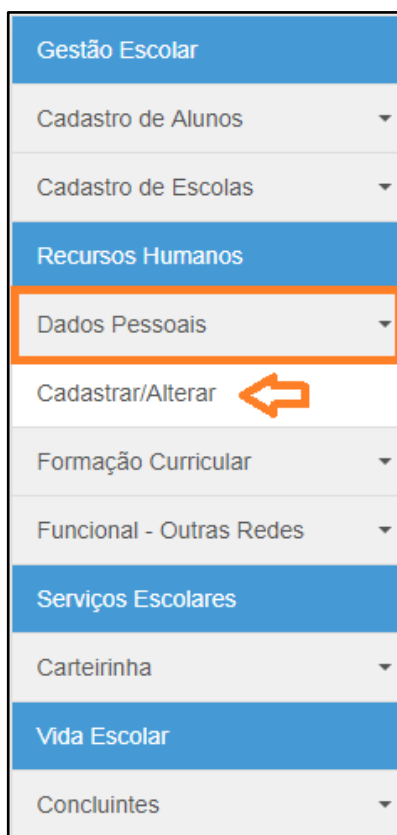 Gestão Escolar
Cadastro de Alunos
Cadastro de Escolas
Recursos Humanos
Dados Pessoais
Cadastrar/Alterar
Formação Curricular
Funcional - Outras Redes
Serviços Escolares
Carteirinha
Vida Escolar
Concluintes